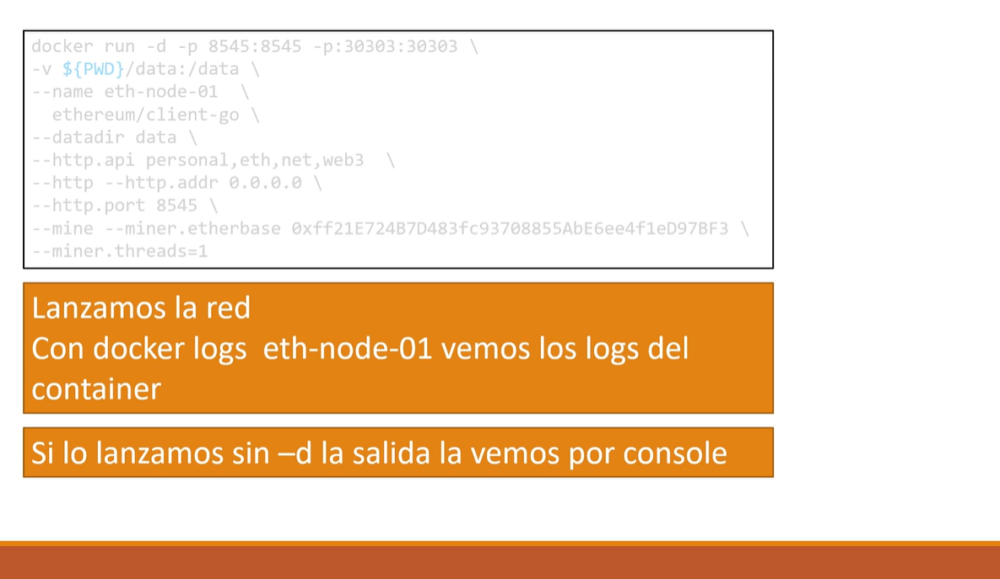 docker run -d -p 8545:8545 -p:30303:30303 \
-v ${PWD}/data:/data \
--name eth-node-01  \
  ethereum/client-go \
--datadir data \
--http.api personal,eth,net,web3  \
--http --http.addr 0.0.0.0 \
--http.port 8545 \
--mine --miner.etherbase 0xff21E724B7D483fc93708855AbE6ee4f1eD97BF3 \
--miner.threads=1
Lanzamos la red
Con docker logs  eth-node-01 vemos los logs del
container
Si lo lanzamos sin –d la salida la vemos por console